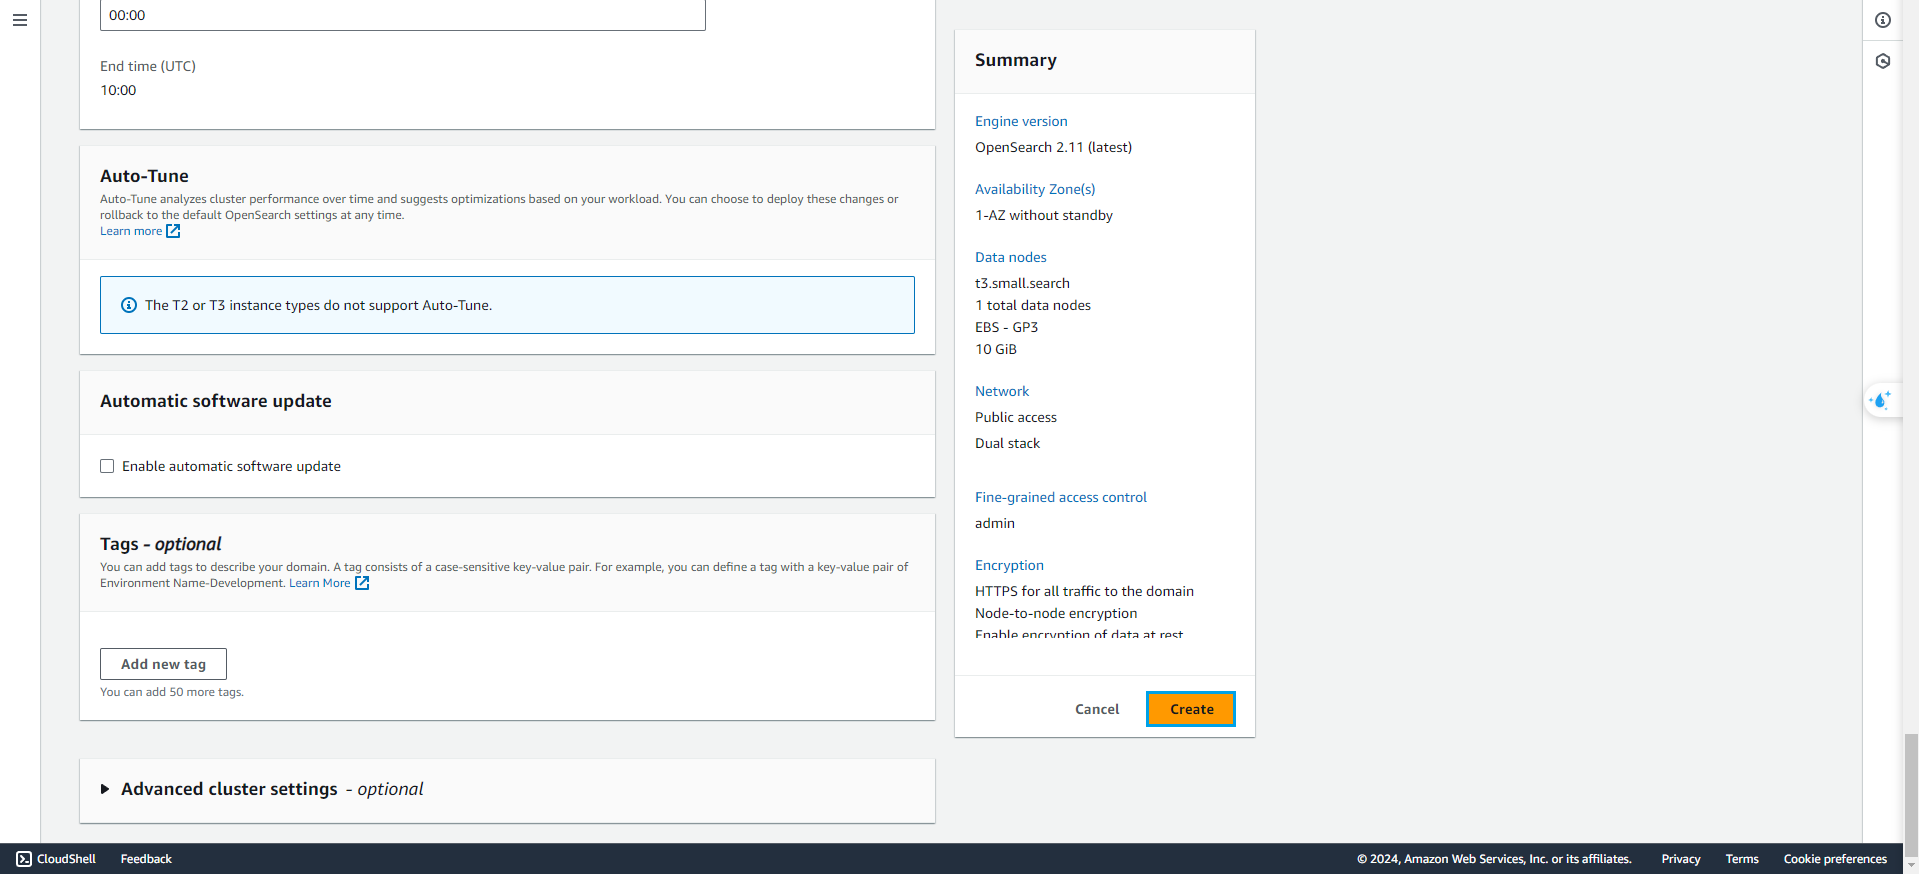 00:00
End time (UTC)
10:00
Auto-Tune
Auto-Tune analyzes cluster performance over time and suggests optimizations based on your workload. You can choose to deploy these changes or
rollback to the default OpenSearch settings at any time.
Learn more
The T2 or T3 instance types do not support Auto-Tune.
Automatic software update
Enable automatic software update
Tags - optional
You can add tags to describe your domain. A tag consists of a case-sensitive key-value pair. For example, you can define a tag with a key-value pair of
Environment Name-Development. Learn More
Add new tag
You can add 50 more tags.
Advanced cluster settings - optional
Summary
Engine version
OpenSearch 2.11 (latest)
Availability Zone(s)
1-AZ without standby
Data nodes
t3.small.search
1 total data nodes
EBS - GP3
10 GiB
Network
Public access
Dual stack
Fine-grained access control
admin
Encryption
HTTPS for all traffic to the domain
Node-to-node encryption
Enable encryption of data at rest
Cancel
Create
CloudShell
Feedback
© 2024, Amazon Web Services, Inc. or its affiliates.
Privacy
Terms
Cookie preferences